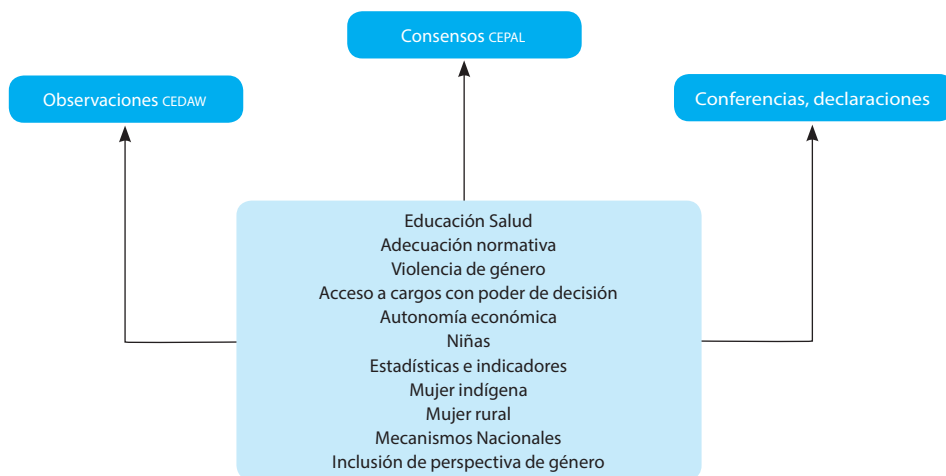 Consensos CEPAL
Observaciones CEDAW
Conferencias, declaraciones
Educación Salud
Adecuación normativa
Violencia de género
Acceso a cargos con poder de decisión
Autonomía económica
Niñas
Estadísticas e indicadores
Mujer indígena
Mujer rural
Mecanismos Nacionales
Inclusión de perspectiva de género